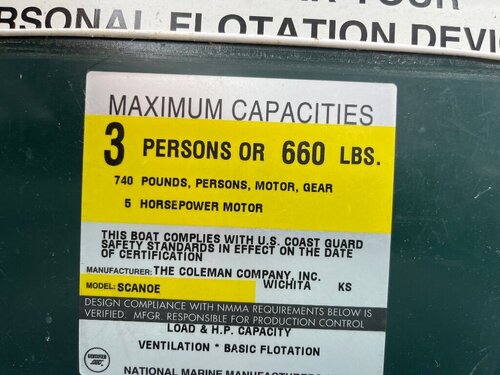 YOUR
RSONAL FLOTATION DEVI
MAXIMUM CAPACITIES
3 PERSONS OR 660 LBS.
740 POUNDS, PERSONS, MOTOR, GEAR
5 HORSEPOWER MOTOR
THIS BOAT COMPLIES WITH U.S. COAST GUARD
SAFETY STANDARDS IN EFFECT ON THE DATE
OF CERTIFICATION
MANUFACTURER: THE COLEMAN COMPANY, INC.
WICHITA KS
MODEL: SCANOE
DESIGN COMPLIANCE WITH NMMA REQUIREMENTS BELOW IS
VERIFIED. MFGR. RESPONSIBLE FOR PRODUCTION CONTROL
LOAD & H.P. CAPACITY
VENTILATION * BASIC FLOTATION
NATIONAL MARINE MANUFACTURER